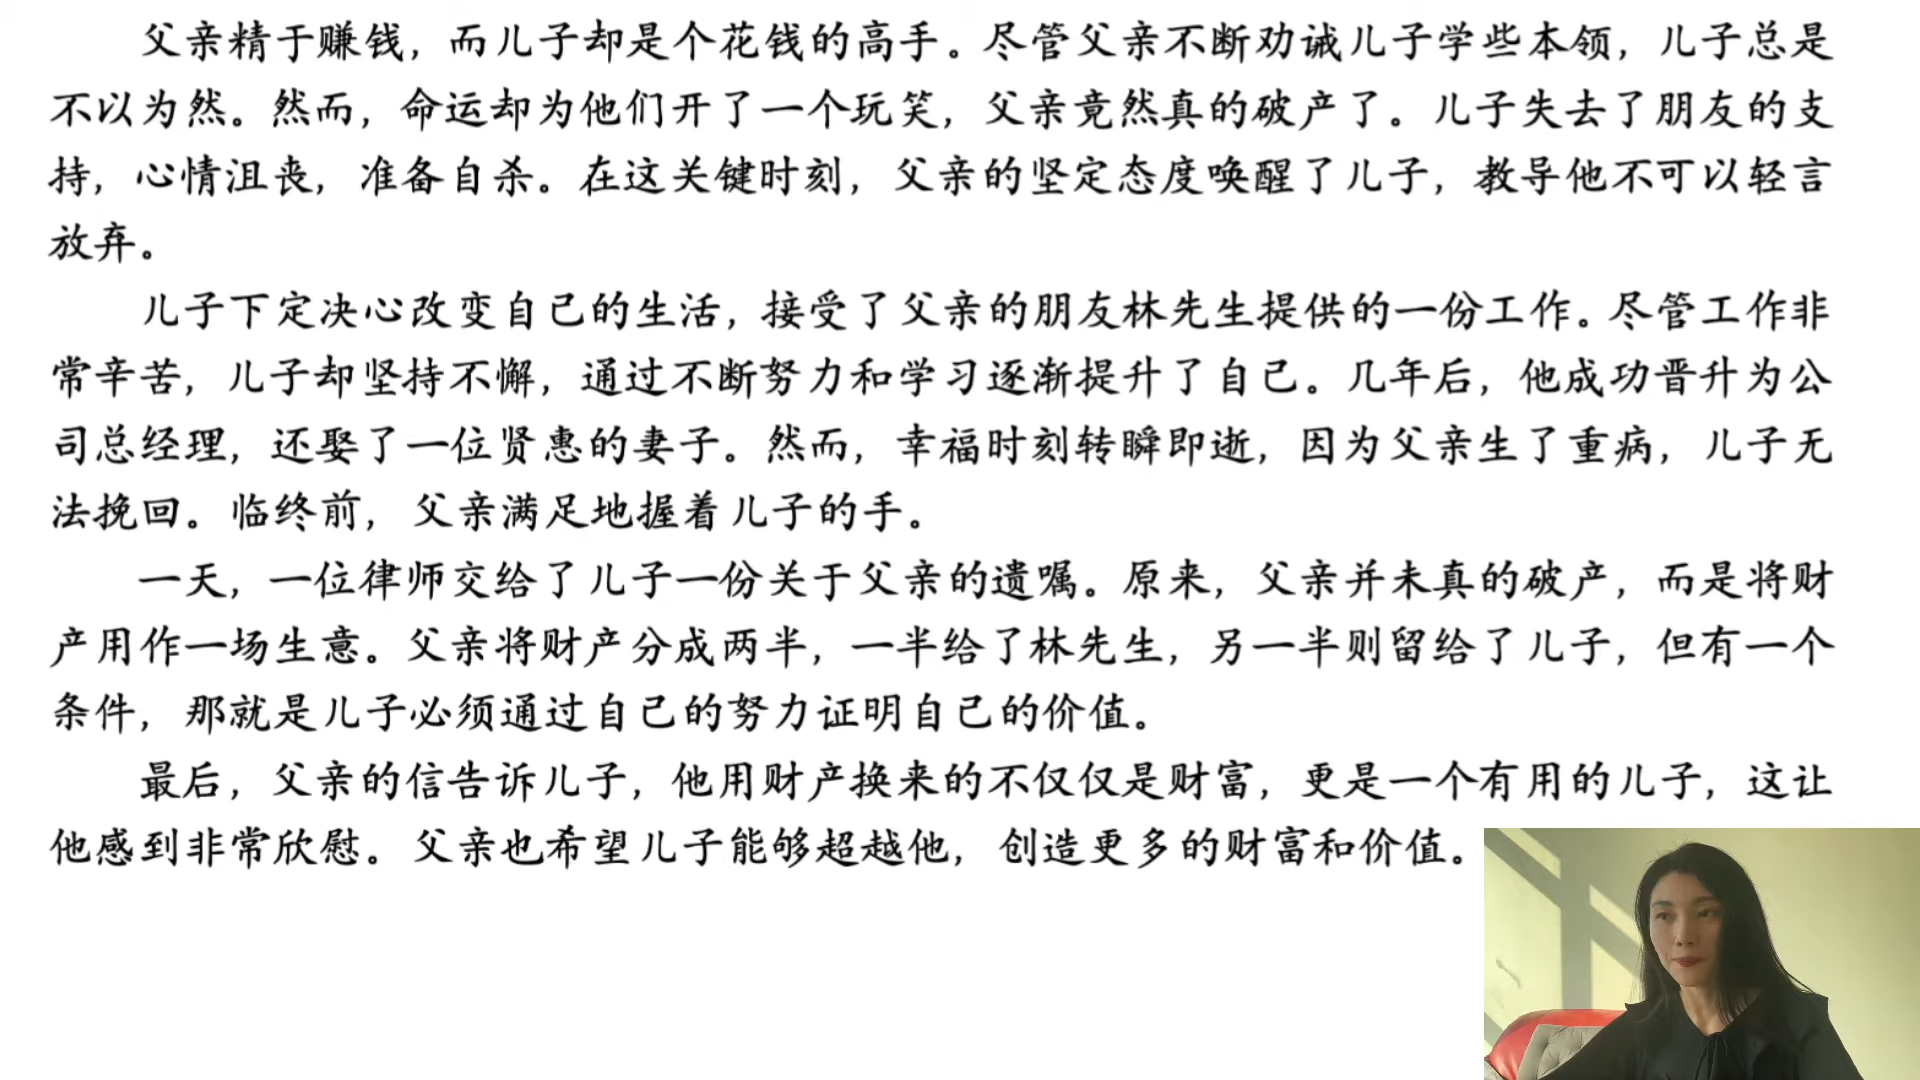 父亲精于赚钱，而儿子却是个花钱的高手。尽管父亲不断劝诫儿子学些本领，儿子总是
不以为然。然而，命运却为他们开了一个玩笑，父亲竟然真的破产了。儿子失去了朋友的支
持，心情沮丧，准备自杀。在这关键时刻，父亲的坚定态度唤醒了儿子，教导他不可以轻言
放弃。
儿子下定决心改变自己的生活，接受了父亲的朋友林先生提供的一份工作。尽管工作非
常辛苦，儿子却坚持不懈，通过不断努力和学习逐渐提升了自己。几年后，他成功晋升为公
司总经理，还娶了一位贤惠的妻子。然而，幸福时刻转瞬即逝，因为父亲生了重病，儿子无
法挽回。临终前，父亲满足地握着儿子的手。
一天，一位律师交给了儿子一份关于父亲的遗嘱。原来，父亲并未真的破产，而是将财
产用作一场生意。父亲将财产分成两半，一半给了林先生，另一半则留给了儿子，但有一个
条件，那就是儿子必须通过自己的努力证明自己的价值。
最后，父亲的信告诉儿子，他用财产换来的不仅仅是财富，更是一个有用的儿子，这让
他感到非常欣慰。父亲也希望儿子能够超越他，创造更多的财富和价值。